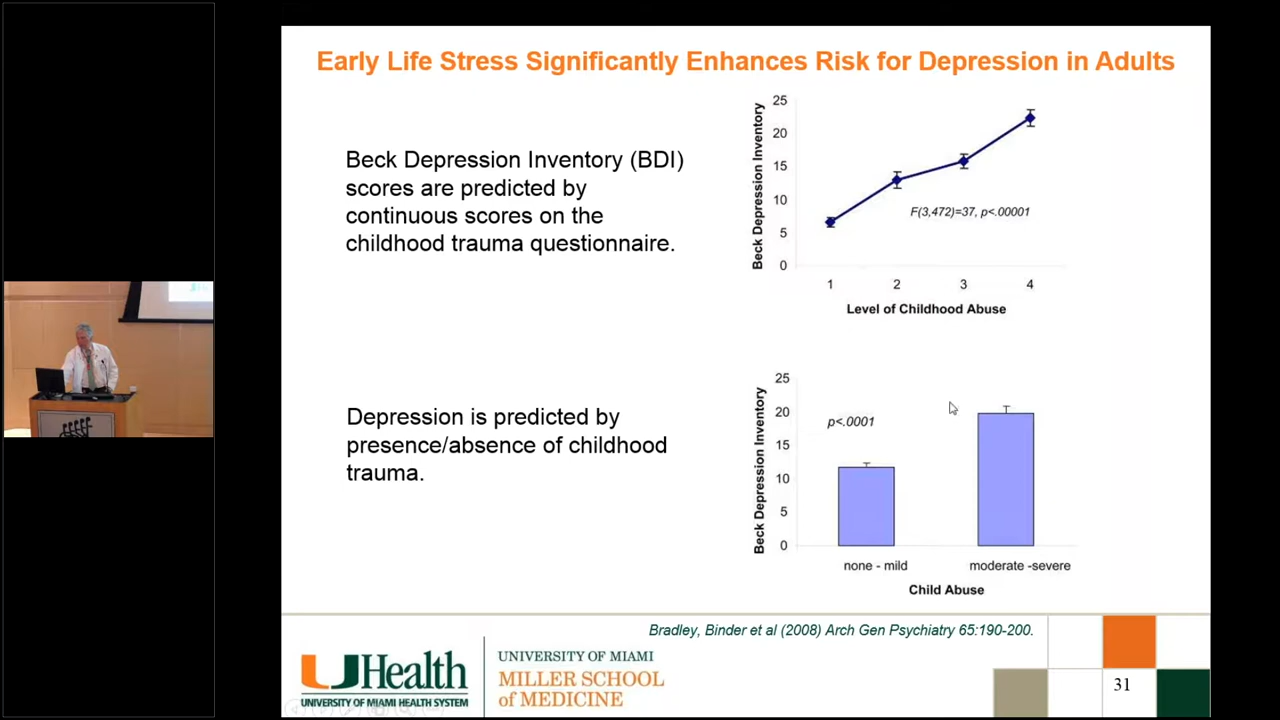 Early Life Stress Significantly Enhances Risk for Depression in Adults
Beck Depression Inventory (BDI)
scores are predicted by
continuous scores on the
childhood trauma questionnaire.
Beck Depression Inventory
25
20
15
10
5
0
F(3,472)=37, p<.00001
1 2 3 4
Level of Childhood Abuse
Depression is predicted by
presence/absence of childhood
trauma.
Beck Depression Inventory
25
20
15
10
5
0
p<.0001
none - mild moderate -severe
Child Abuse
Bradley, Binder et al (2008) Arch Gen Psychiatry 65:190-200.
UHealth
UNIVERSITY OF MIAMI HEALTH SYSTEM
UNIVERSITY OF MIAMI
MILLER SCHOOL
of MEDICINE
31